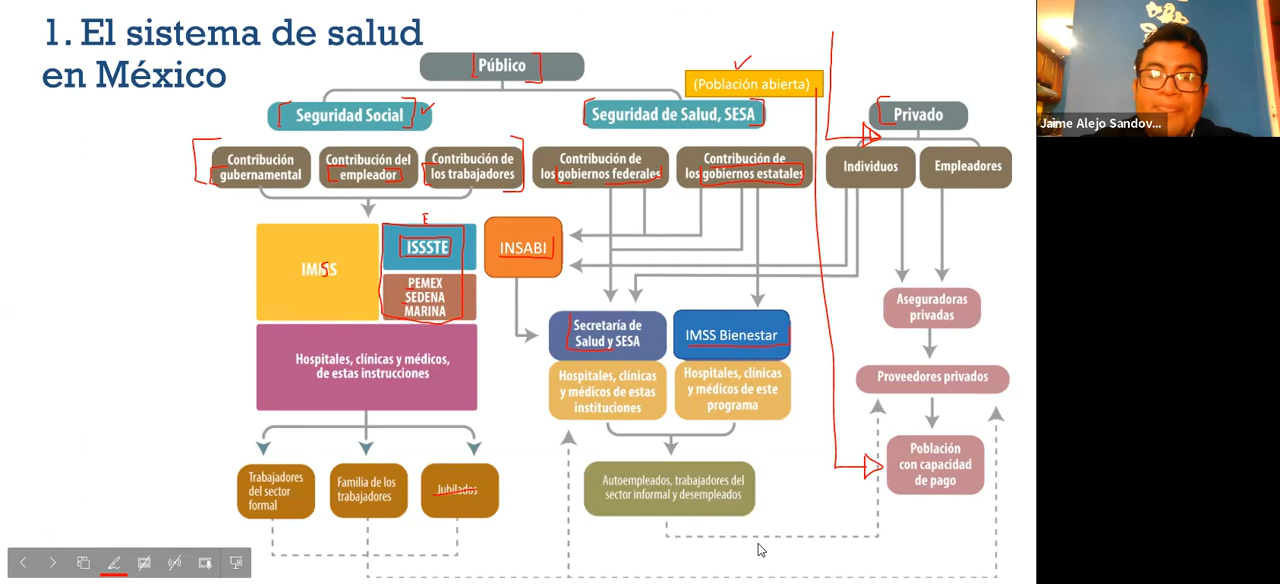 1. El sistema de salud
en México
Público
(Población abierta)
Seguridad Social
Seguridad de Salud, SESA
Privado
Contribución
gubernamental
Contribución del
empleador
Contribución de
los trabajadores
Contribución de
los gobiernos federales
Contribución de
los gobiernos estatales
Individuos
Empleadores
E
IMSS
ISSSTE
PEMEX
SEDENA
MARINA
INSABI
Hospitales, clínicas y médicos,
de estas instrucciones
Secretaría de
Salud y SESA
IMSS Bienestar
Hospitales, clínicas
y médicos de estas
instituciones
Hospitales, clínicas
y médicos de este
programa
Aseguradoras
privadas
Proveedores privados
Población
con capacidad
de pago
Trabajadores
del sector
formal
Familia de los
trabajadores
Jubilados
Autoempleados, trabajadores del
sector informal y desempleados
Jaime Alejo Sandov...